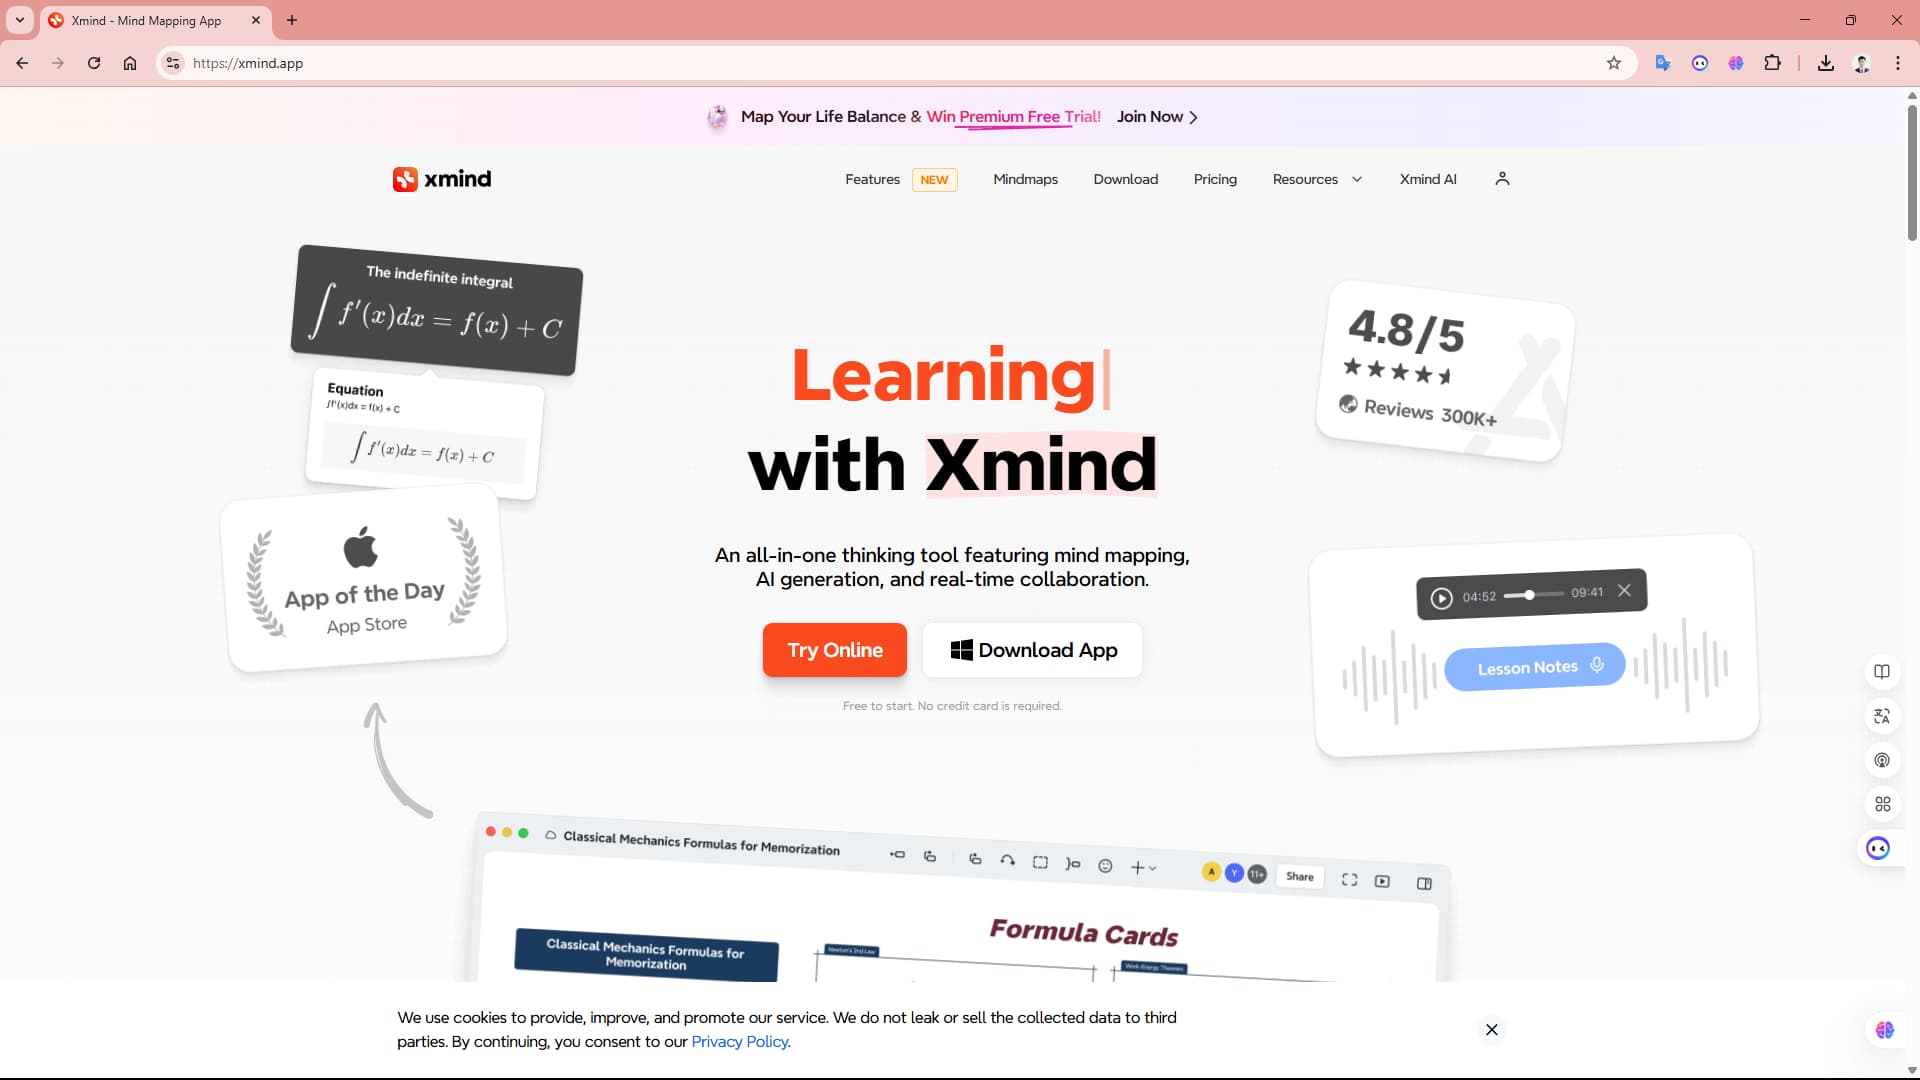 Xmind - Mind Mapping App
https://xmind.app
Map Your Life Balance & Win Premium Free Trial! Join Now
xmind
Features NEW Mindmaps Download Pricing Resources Xmind AI
The indefinite integral
∫ f′(x)dx = f(x) + C
Equation
∫f'(x)dx = f(x) + C
∫ f′(x)dx = f(x) + C
App of the Day
App Store
Learning
with Xmind
An all-in-one thinking tool featuring mind mapping,
AI generation, and real-time collaboration.
Try Online
Download App
Free to start. No credit card is required.
4.8/5
Reviews 300K+
04:52 09:41
Lesson Notes
Classical Mechanics Formulas for Memorization
A Y 11+ Share
Formula Cards
Classical Mechanics Formulas for
Memorization
Newton's 2nd Law
Work-Energy Theorem
We use cookies to provide, improve, and promote our service. We do not leak or sell the collected data to third
parties. By continuing, you consent to our Privacy Policy.